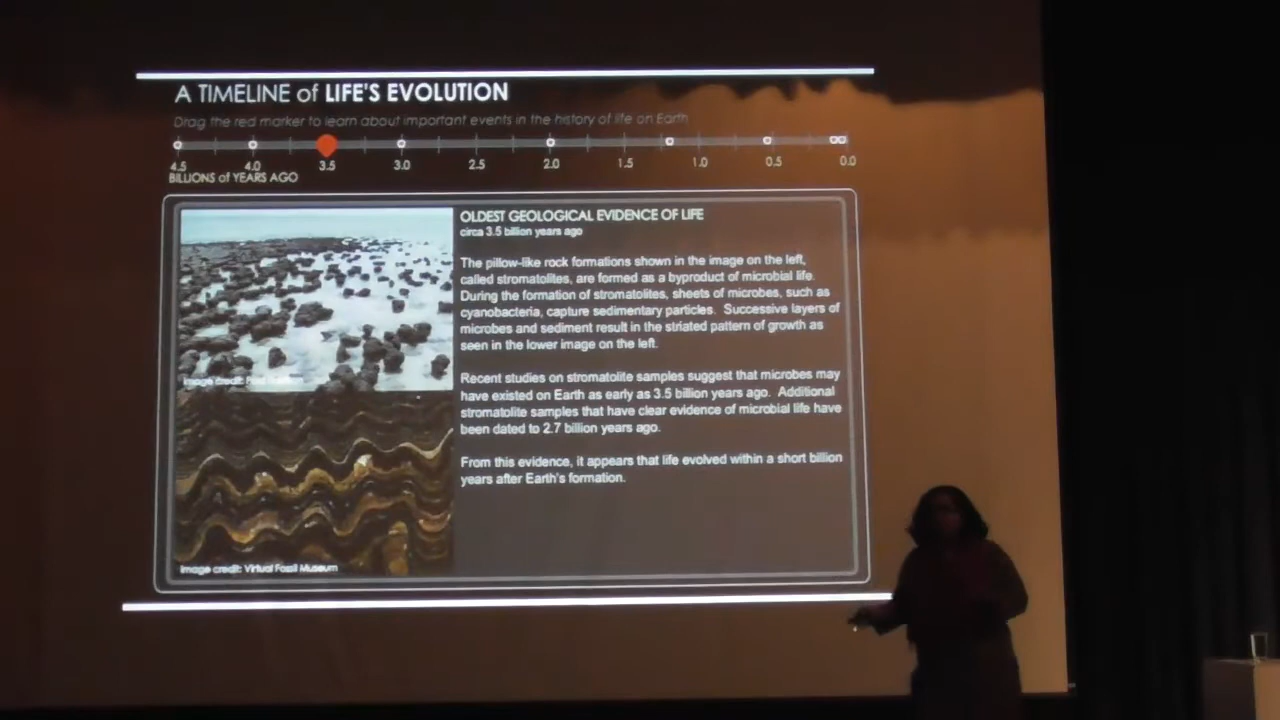 A TIMELINE of LIFE'S EVOLUTION
Drag the red marker to learn about important events in the history of life on Earth
4.5 4.0 3.5 3.0 2.5 2.0 1.5 1.0 0.5 0.0
BILLIONS of YEARS AGO
OLDEST GEOLOGICAL EVIDENCE OF LIFE
circa 3.5 billion years ago
The pillow-like rock formations shown in the image on the left,
called stromatolites, are formed as a byproduct of microbial life.
During the formation of stromatolites, sheets of microbes, such as
cyanobacteria, capture sedimentary particles. Successive layers of
microbes and sediment result in the striated pattern of growth as
seen in the lower image on the left.
Recent studies on stromatolite samples suggest that microbes may
have existed on Earth as early as 3.5 billion years ago. Additional
stromatolite samples that have clear evidence of microbial life have
been dated to 2.7 billion years ago.
From this evidence, it appears that life evolved within a short billion
years after Earth's formation.
Image credit:
Image credit: Virtual Fossil Museum